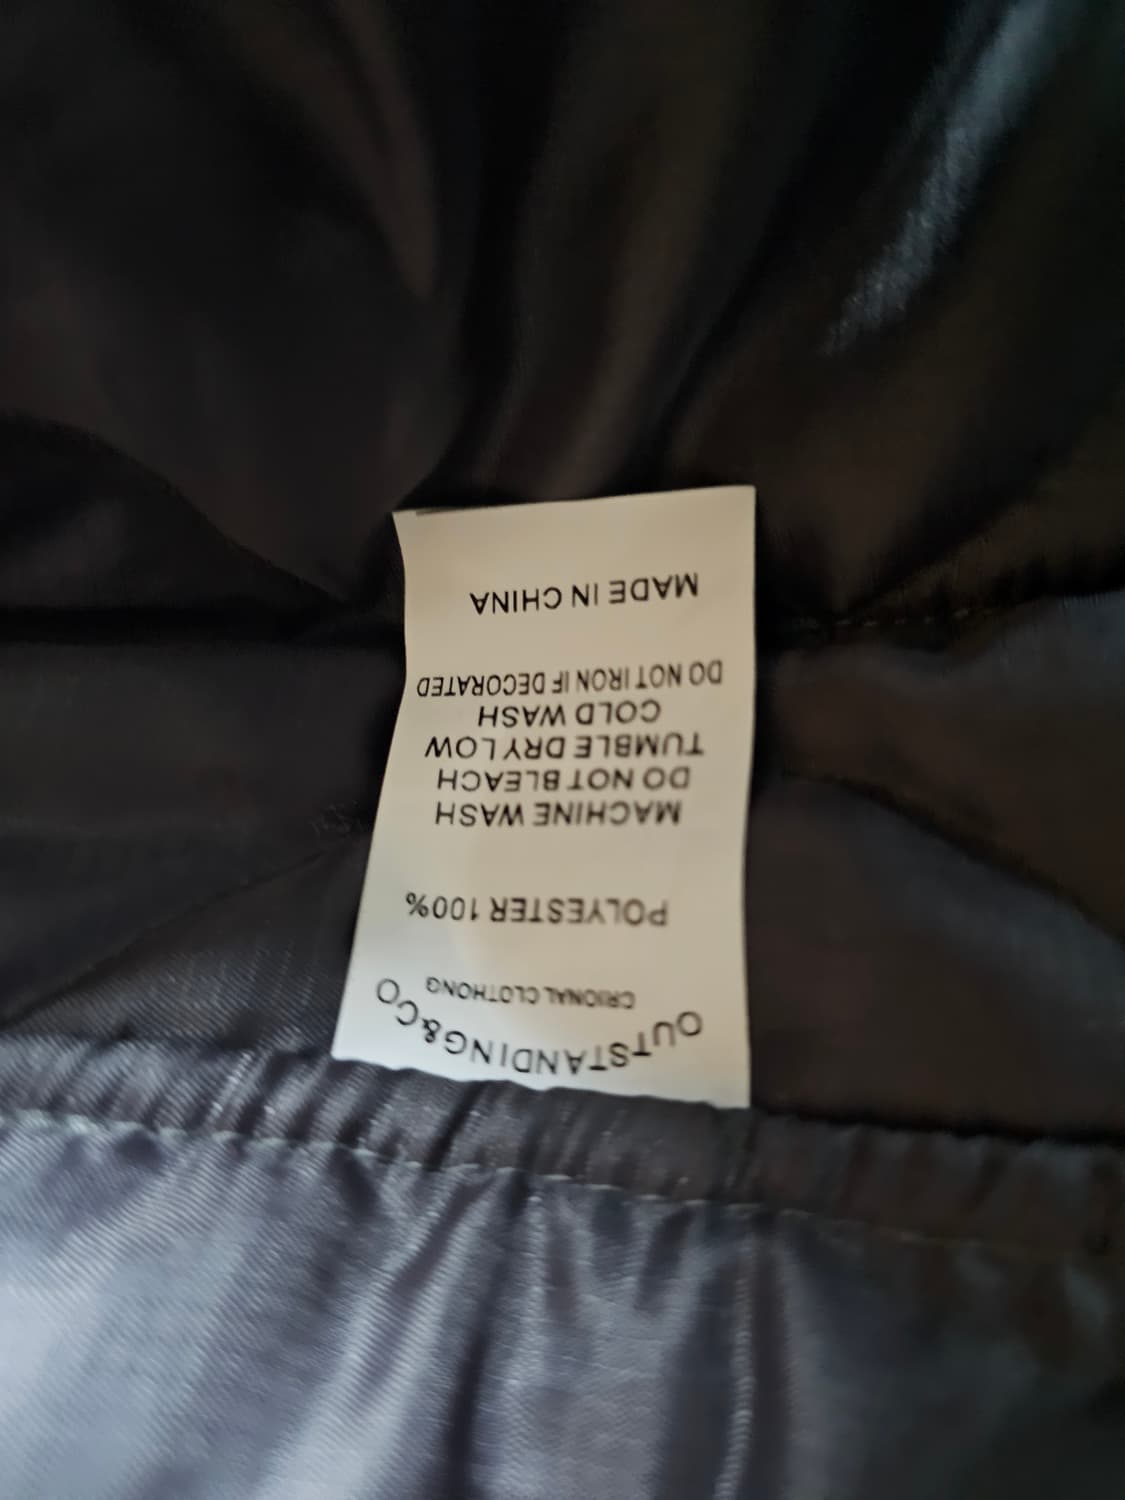 OUTSTANDING&CO
CRIONAL CLOTHONG
POLYESTER 100%
MACHINE WASH
DO NOT BLEACH
TUMBLE DRY LOW
COLD WASH
DO NOT IRON IF DECORATED
MADE IN CHINA